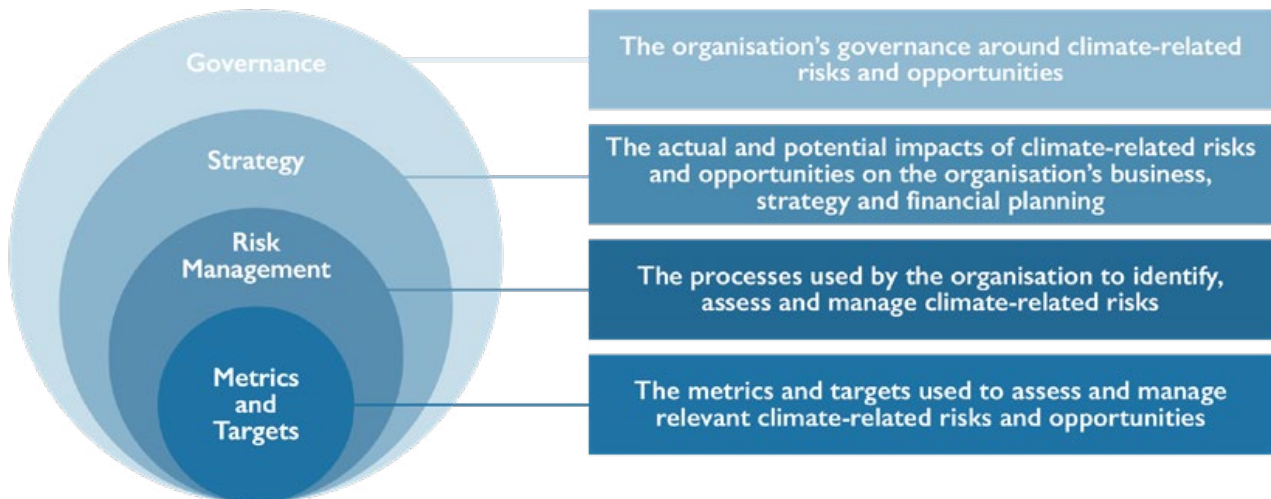 Governance
The organisation’s governance around climate-related
risks and opportunities
Strategy
The actual and potential impacts of climate-related risks
and opportunities on the organisation’s business,
strategy and financial planning
Risk
Management
The processes used by the organisation to identify,
assess and manage climate-related risks
Metrics
and
Targets
The metrics and targets used to assess and manage
relevant climate-related risks and opportunities